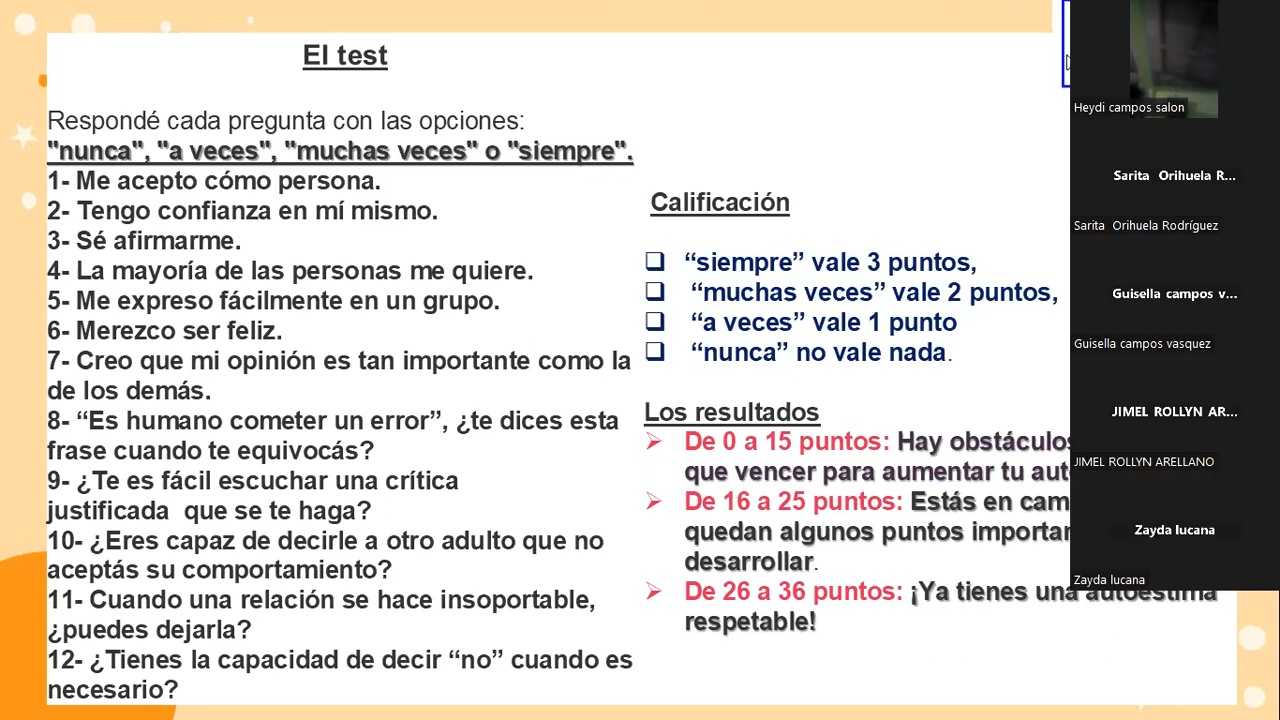 El test
Respondé cada pregunta con las opciones:
"nunca", "a veces", "muchas veces" o "siempre".
1- Me acepto cómo persona.
2- Tengo confianza en mí mismo.
3- Sé afirmarme.
4- La mayoría de las personas me quiere.
5- Me expreso fácilmente en un grupo.
6- Merezco ser feliz.
7- Creo que mi opinión es tan importante como la
de los demás.
8- “Es humano cometer un error”, ¿te dices esta
frase cuando te equivocás?
9- ¿Te es fácil escuchar una crítica
justificada  que se te haga?
10- ¿Eres capaz de decirle a otro adulto que no
aceptás su comportamiento?
11- Cuando una relación se hace insoportable,
¿puedes dejarla?
12- ¿Tienes la capacidad de decir “no” cuando es
necesario?
Calificación
“siempre” vale 3 puntos,
“muchas veces” vale 2 puntos,
“a veces” vale 1 punto
“nunca” no vale nada.
Los resultados
De 0 a 15 puntos: Hay obstáculos
que vencer para aumentar tu
De 16 a 25 puntos: Estás en
quedan algunos puntos
desarrollar.
De 26 a 36 puntos: ¡Ya tienes una autoestima
respetable!
Heydi campos salon
Sarita Orihuela R...
Sarita Orihuela Rodríguez
Guisella campos v...
Guisella campos vasquez
JIMEL ROLLYN AR...
JIMEL ROLLYN ARELLANO
Zayda lucana
Zayda lucana